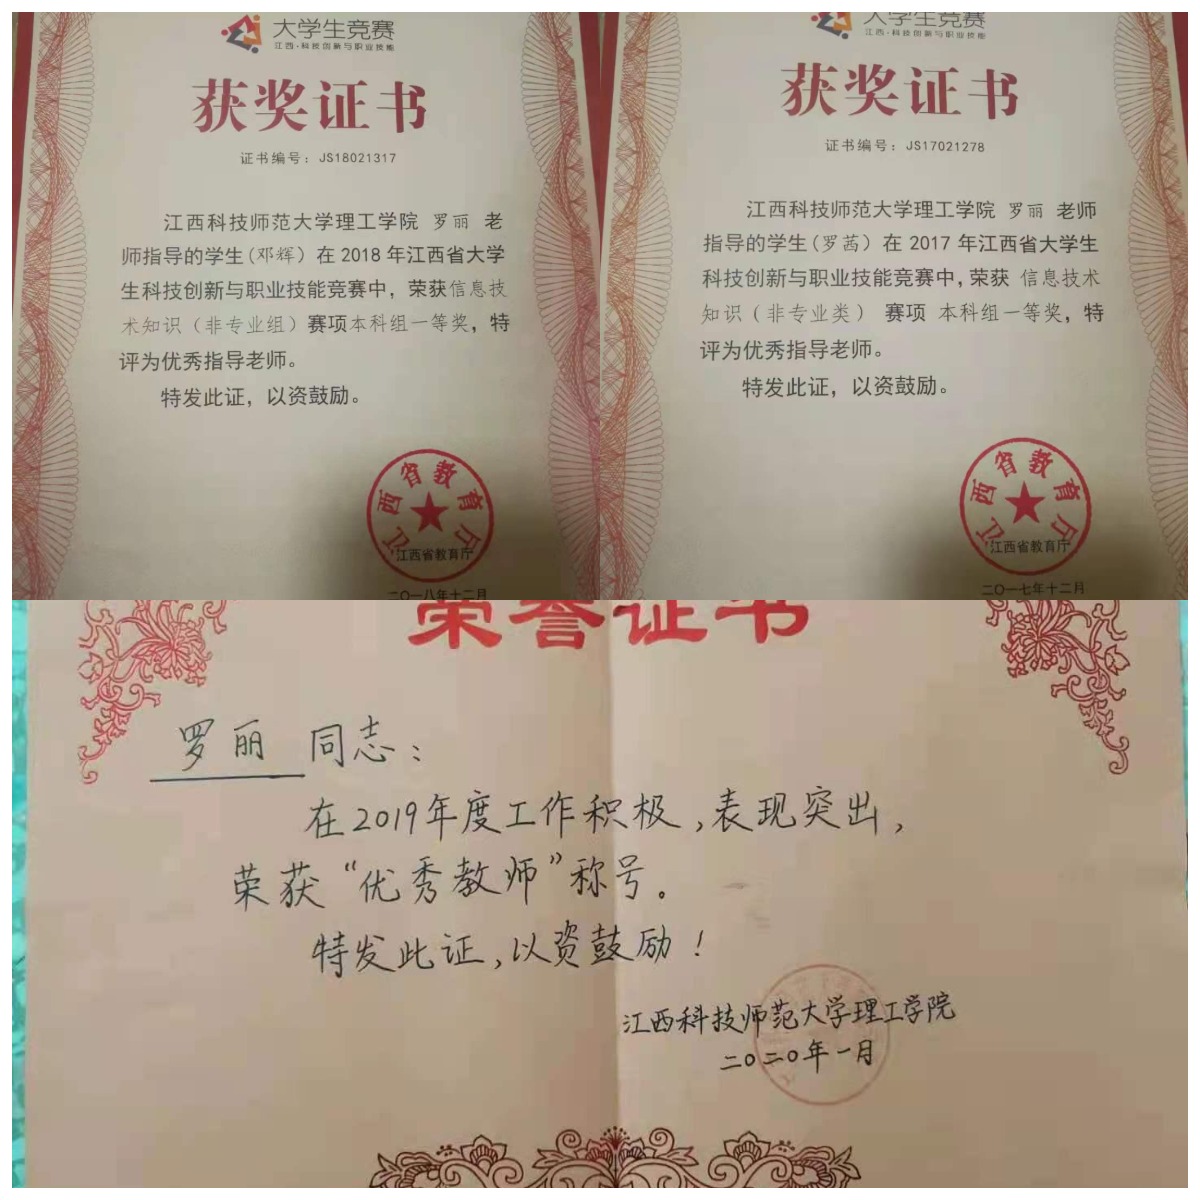 大学生竞赛
江西·科技创新与职业技能
获奖证书
证书编号：JS18021317
江西科技师范大学理工学院 罗丽 老
师指导的学生（邓辉）在 2018 年江西省大学
生科技创新与职业技能竞赛中，荣获信息技
术知识（非专业组）赛项本科组一等奖，特
评为优秀指导老师。
特发此证，以资鼓励。
江西省教育厅
江西省教育厅
二〇一八年十二月
大学生竞赛
江西·科技创新与职业技能
获奖证书
证书编号：JS17021278
江西科技师范大学理工学院 罗丽 老师
指导的学生（罗茜）在 2017 年江西省大学生
科技创新与职业技能竞赛中，荣获 信息技术
知识（非专业类） 赛项 本科组一等奖，特
评为优秀指导老师。
特发此证，以资鼓励。
江西省教育厅
江西省教育厅
二〇一七年十二月
荣誉证书
罗丽 同志：
在2019年度工作积极，表现突出，
荣获“优秀教师”称号。
特发此证，以资鼓励！
江西科技师范大学理工学院
二〇二〇年一月